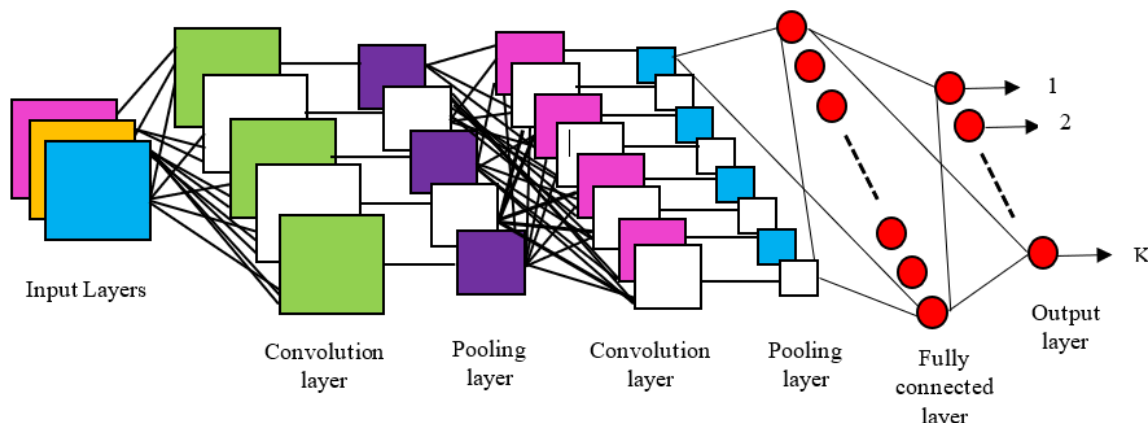 1
2
K
Input Layers
Convolution
layer
Pooling
layer
Convolution
layer
Pooling
layer
Fully
connected
layer
Output
layer